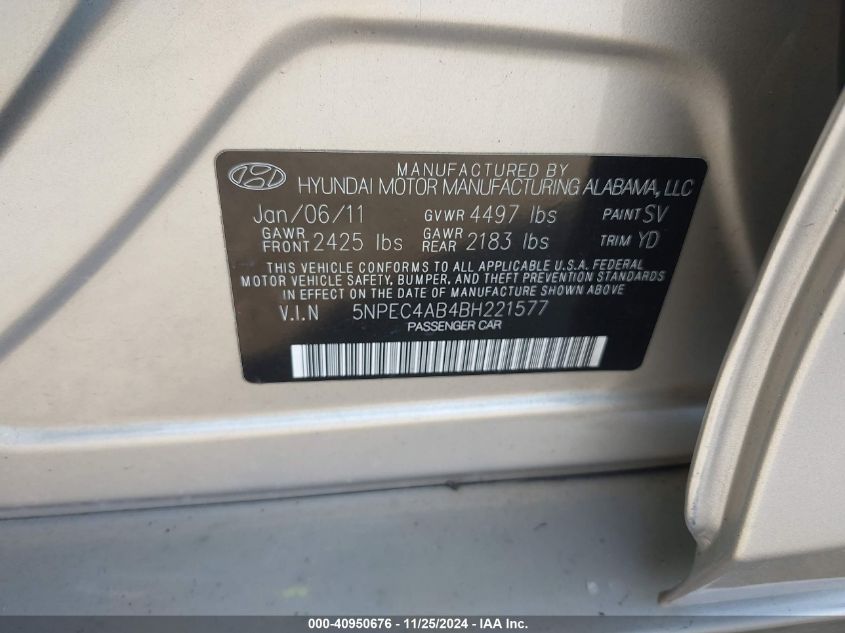 MANUFACTURED BY
HYUNDAI MOTOR MANUFACTURING ALABAMA, LLC
Jan/06/11 GVWR 4497 lbs PAINT SV
GAWR FRONT 2425 lbs GAWR REAR 2183 lbs TRIM YD
THIS VEHICLE CONFORMS TO ALL APPLICABLE U.S.A. FEDERAL
MOTOR VEHICLE SAFETY, BUMPER, AND THEFT PREVENTION STANDARDS
IN EFFECT ON THE DATE OF MANUFACTURE SHOWN ABOVE.
V.I.N 5NPEC4AB4BH221577
PASSENGER CAR
000-40950676 - 11/25/2024 - IAA Inc.